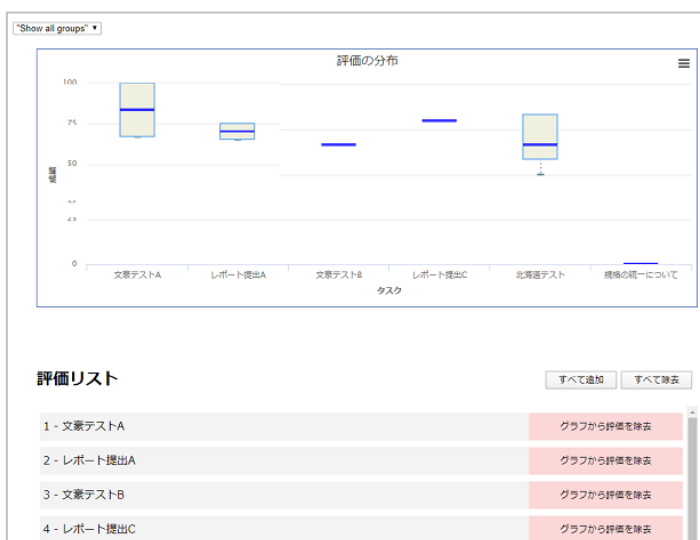 "Show all groups" ▼
評価の分布
100
75
50
25
0
成績
文豪テストA
レポート提出A
文豪テストB
レポート提出C
北海道テスト
規格の統一について
タスク
評価リスト
すべて追加
すべて除去
1 - 文豪テストA
グラフから評価を除去
2 - レポート提出A
グラフから評価を除去
3 - 文豪テストB
グラフから評価を除去
4 - レポート提出C
グラフから評価を除去